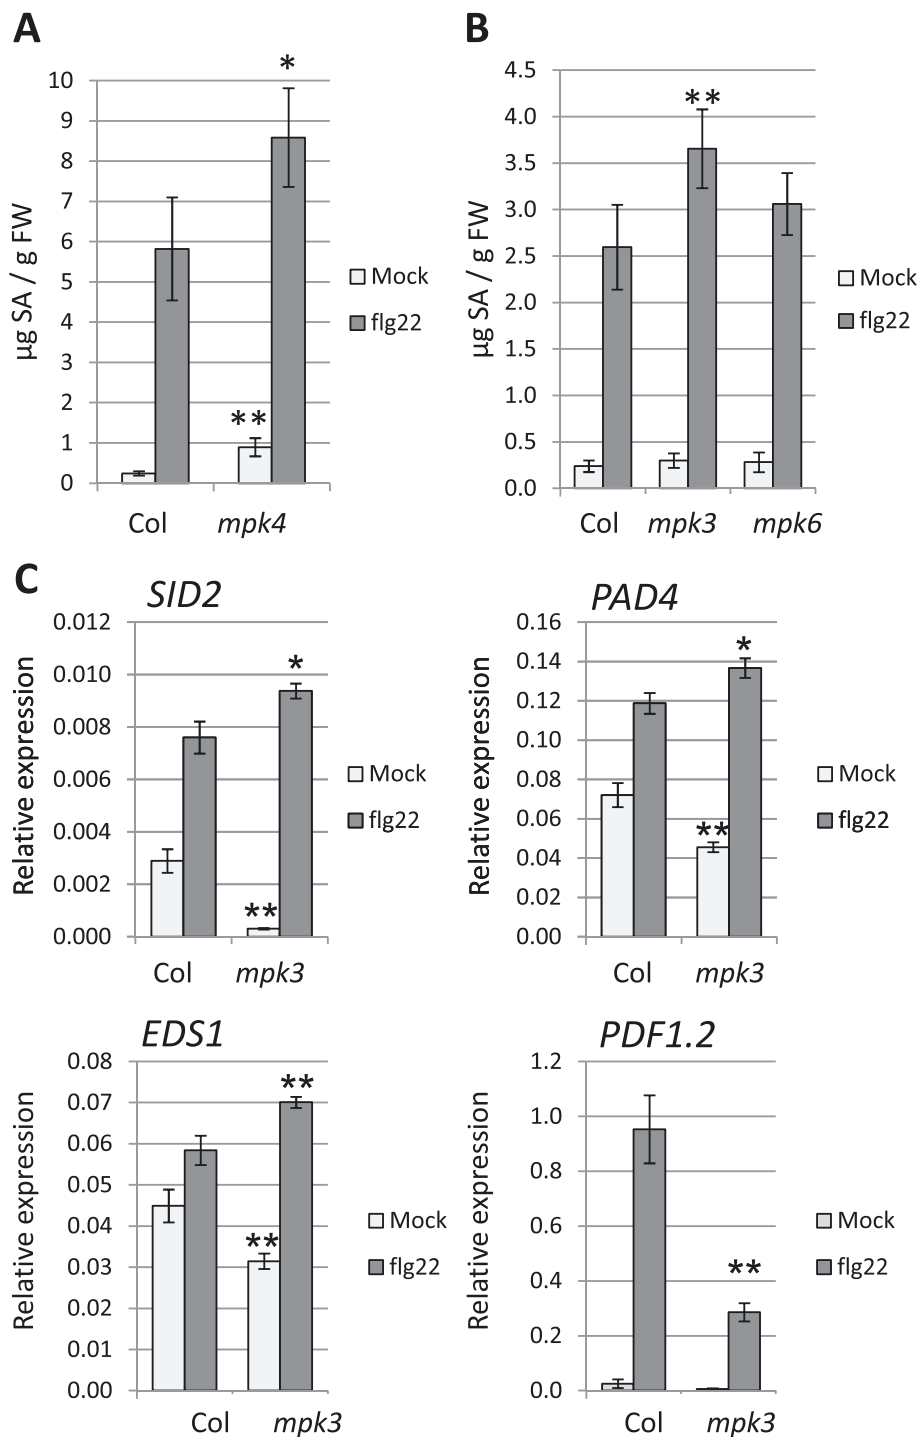 A
µg SA / g FW
10
9
8
7
6
5
4
3
2
1
0
*
**
Col mpk4
Mock
flg22
B
µg SA / g FW
4.5
4.0
3.5
3.0
2.5
2.0
1.5
1.0
0.5
0.0
**
Col mpk3 mpk6
Mock
flg22
C
SID2
Relative expression
0.012
0.010
0.008
0.006
0.004
0.002
0.000
*
**
Col mpk3
Mock
flg22
PAD4
Relative expression
0.16
0.14
0.12
0.10
0.08
0.06
0.04
0.02
0.00
*
**
Col mpk3
Mock
flg22
EDS1
Relative expression
0.08
0.07
0.06
0.05
0.04
0.03
0.02
0.01
0.00
**
**
Col mpk3
Mock
flg22
PDF1.2
Relative expression
1.2
1.0
0.8
0.6
0.4
0.2
0.0
**
Col mpk3
Mock
flg22